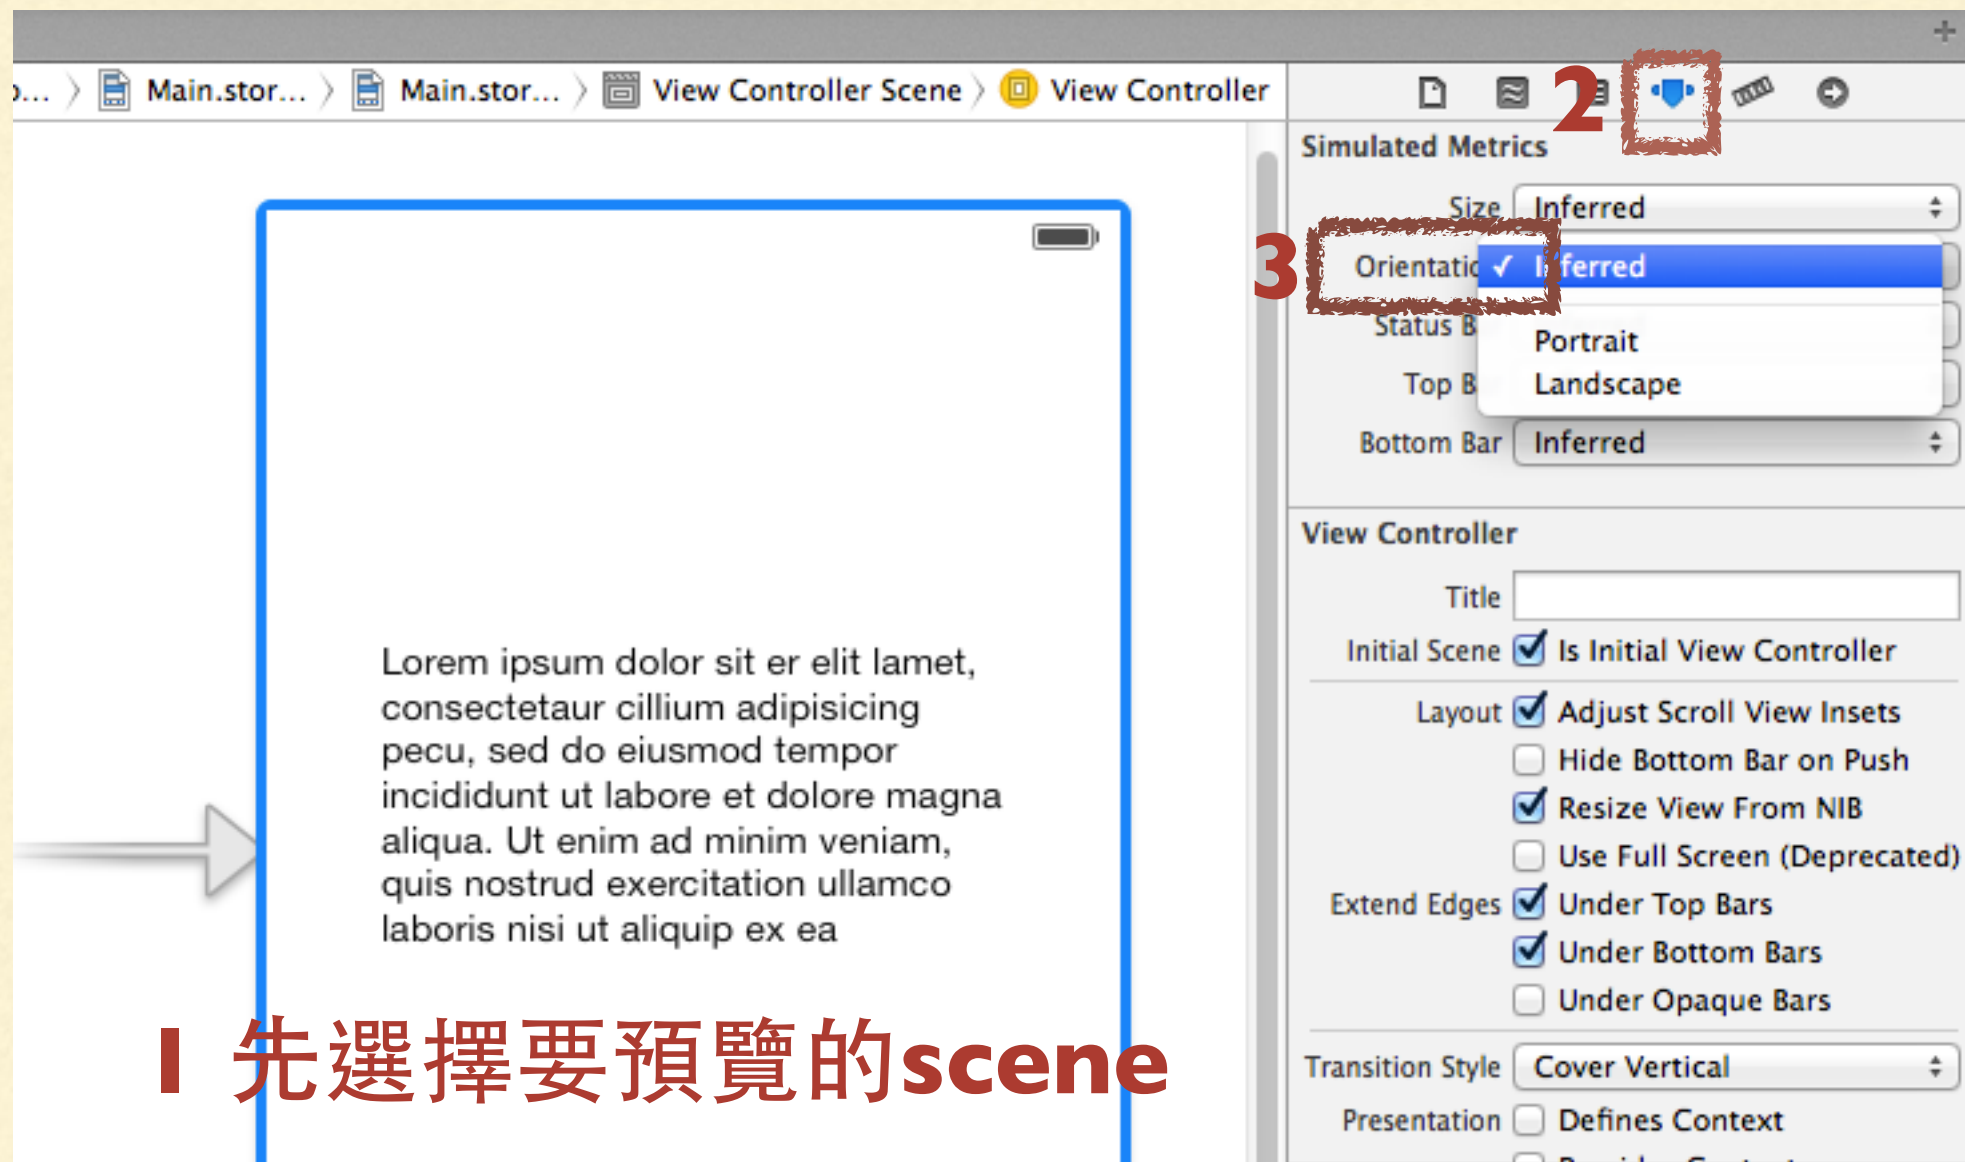 Main.stor... 〉 Main.stor... 〉 View Controller Scene 〉 View Controller
2
Simulated Metrics
Size Inferred
3 ✓ Inferred
Portrait
Landscape
Bottom Bar Inferred
View Controller
Title
Initial Scene Is Initial View Controller
Layout Adjust Scroll View Insets
Hide Bottom Bar on Push
Resize View From NIB
Use Full Screen (Deprecated)
Extend Edges Under Top Bars
Under Bottom Bars
Under Opaque Bars
Transition Style Cover Vertical
Presentation Defines Context
Lorem ipsum dolor sit er elit lamet,
consectetaur cillium adipisicing
pecu, sed do eiusmod tempor
incididunt ut labore et dolore magna
aliqua. Ut enim ad minim veniam,
quis nostrud exercitation ullamco
laboris nisi ut aliquip ex ea
1 先選擇要預覽的scene